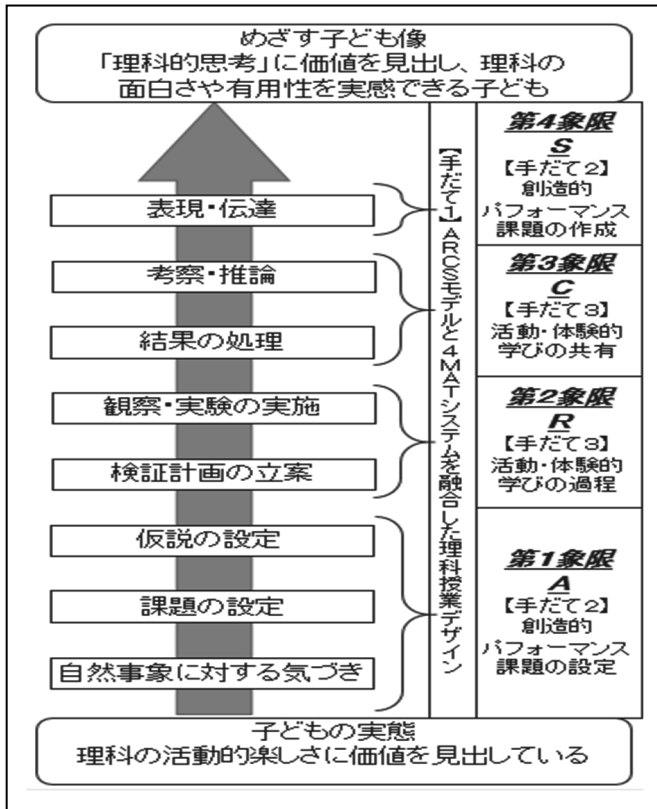 めざす子ども像
「理科的思考」に価値を見出し、理科の
面白さや有用性を実感できる子ども
表現・伝達
考察・推論
結果の処理
観察・実験の実施
検証計画の立案
仮説の設定
課題の設定
自然事象に対する気づき
【手だて1】ARCSモデルと4MATシステムを融合した理科授業デザイン
第4象限
S
【手だて2】
創造的
パフォーマンス
課題の作成
第3象限
C
【手だて3】
活動・体験的
学びの共有
第2象限
R
【手だて3】
活動・体験的
学びの過程
第1象限
A
【手だて2】
創造的
パフォーマンス
課題の設定
子どもの実態
理科の活動的楽しさに価値を見出している